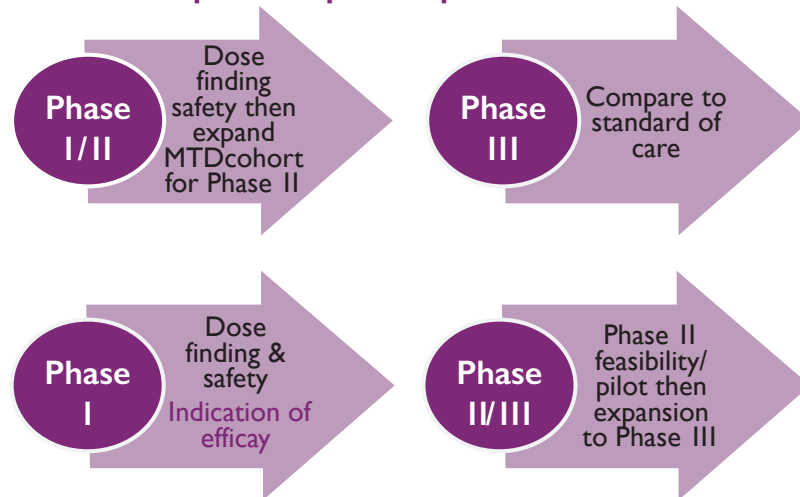 Phase
I/II
Dose
finding
safety then
expand
MTDcohort
for Phase II
Phase
III
Compare to
standard of
care
Phase
I
Dose
finding &
safety
Indication of
efficay
Phase
II/III
Phase II
feasibility/
pilot then
expansion
to Phase III